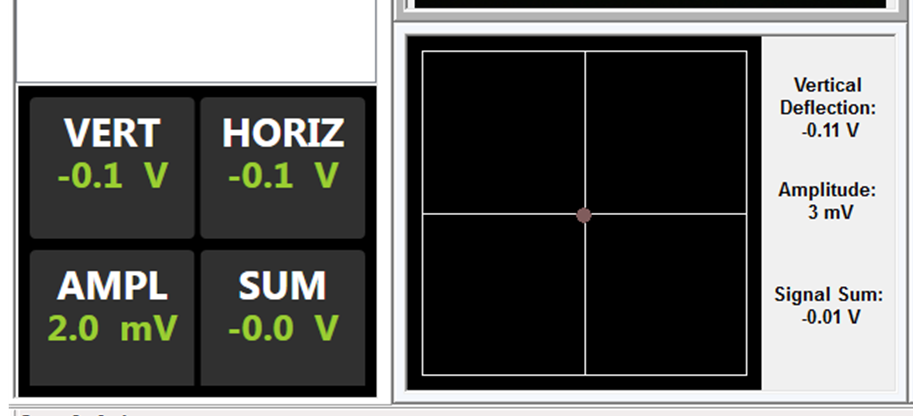 VERT
-0.1 V
HORIZ
-0.1 V
AMPL
2.0 mV
SUM
-0.0 V
Vertical
Deflection:
-0.11 V
Amplitude:
3 mV
Signal Sum:
-0.01 V